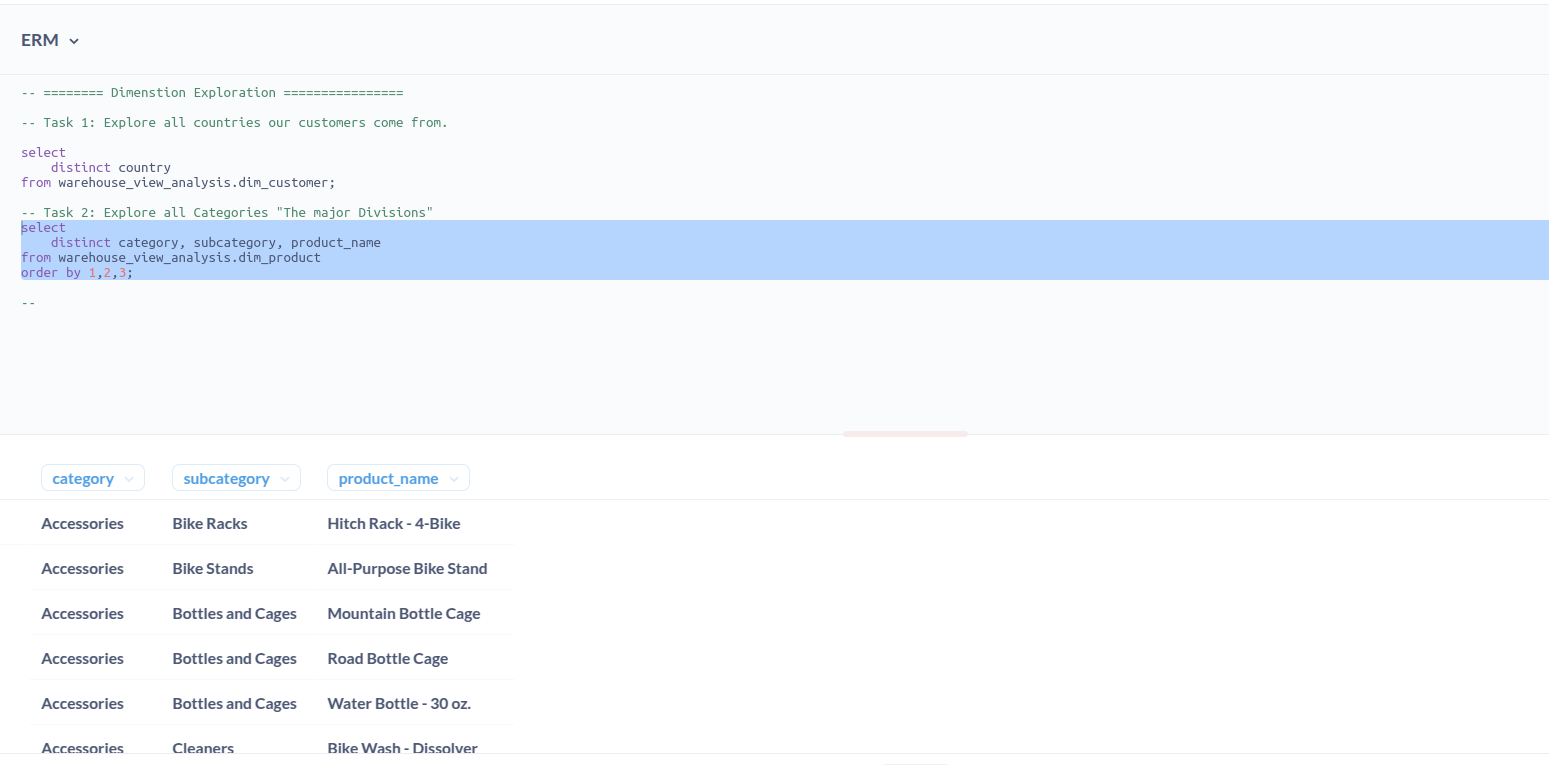 ERM
-- ======== Dimenstion Exploration ================
-- Task 1: Explore all countries our customers come from.
select
    distinct country
from warehouse_view_analysis.dim_customer;
-- Task 2: Explore all Categories "The major Divisions"
select
    distinct category, subcategory, product_name
from warehouse_view_analysis.dim_product
order by 1,2,3;
--
category subcategory product_name
Accessories Bike Racks Hitch Rack - 4-Bike
Accessories Bike Stands All-Purpose Bike Stand
Accessories Bottles and Cages Mountain Bottle Cage
Accessories Bottles and Cages Road Bottle Cage
Accessories Bottles and Cages Water Bottle - 30 oz.
Accessories Cleaners Bike Wash - Dissolver